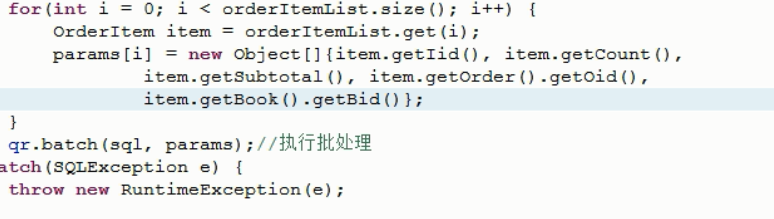 for(int i = 0; i < orderItemList.size(); i++) {
OrderItem item = orderItemList.get(i);
params[i] = new Object[]{item.getIid(), item.getCount(),
item.getSubtotal(), item.getOrder().getOid(),
item.getBook().getBid()};
}
qr.batch(sql, params);//执行批处理
atch(SQLException e) {
throw new RuntimeException(e);